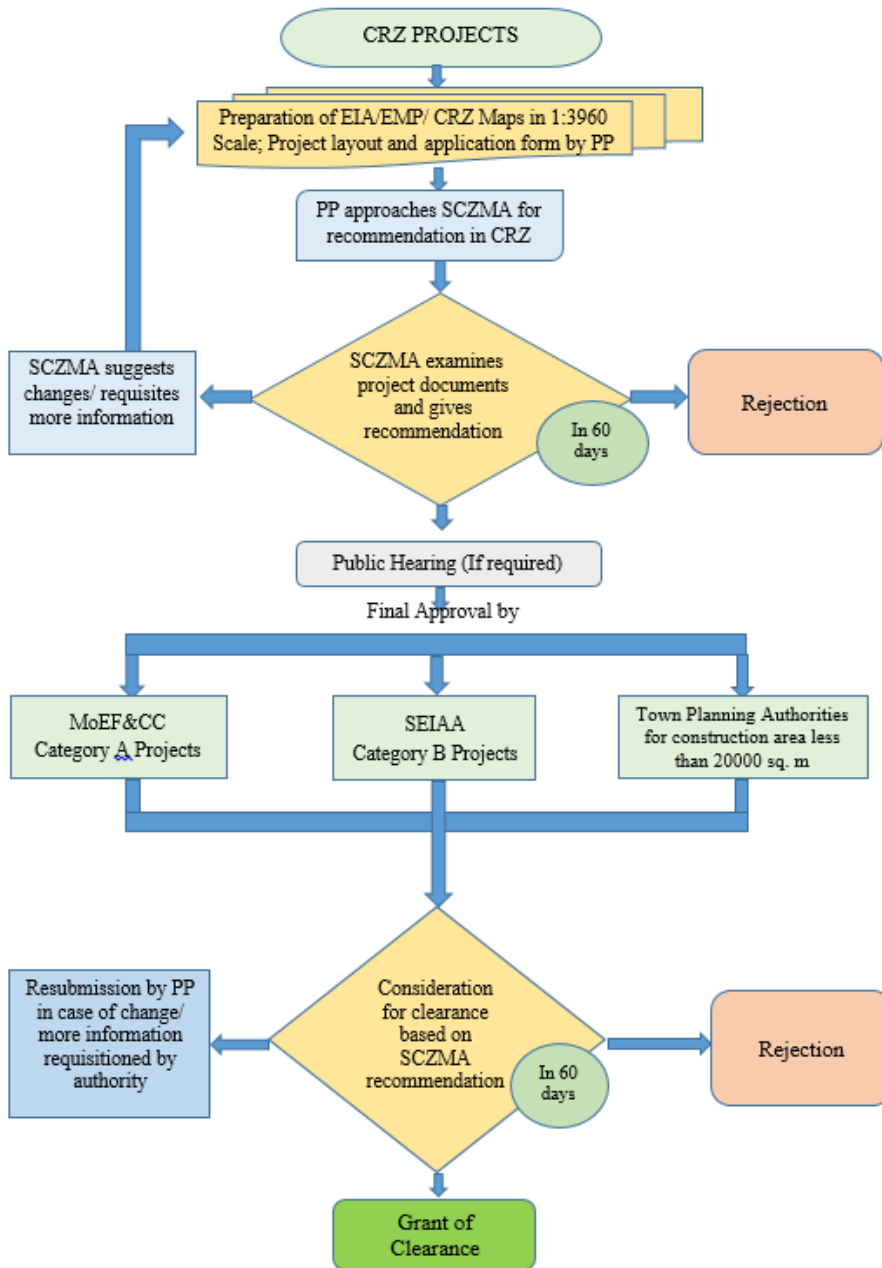 CRZ PROJECTS
Preparation of EIA/EMP/ CRZ Maps in 1:3960
Scale; Project layout and application form by PP
PP approaches SCZMA for
recommendation in CRZ
SCZMA suggests
changes/ requisites
more information
SCZMA examines
project documents
and gives
recommendation
In 60
days
Rejection
Public Hearing (If required)
Final Approval by
MoEF&CC
Category A Projects
SEIAA
Category B Projects
Town Planning Authorities
for construction area less
than 20000 sq. m
Resubmission by PP
in case of change/
more information
requisitioned by
authority
Consideration
for clearance
based on
SCZMA
recommendation
In 60
days
Rejection
Grant of
Clearance